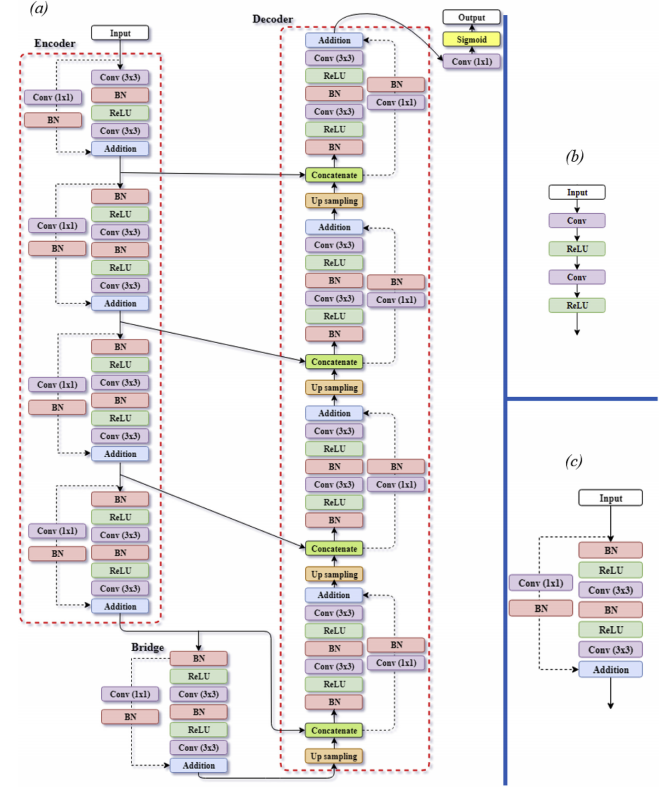 (a)
Encoder
Input
Conv (3x3)
Conv (1x1)
BN
ReLU
BN
Conv (3x3)
Addition
BN
ReLU
Conv (1x1)
Conv (3x3)
BN
BN
ReLU
Conv (3x3)
Addition
BN
ReLU
Conv (1x1)
Conv (3x3)
BN
BN
ReLU
Conv (3x3)
Addition
BN
ReLU
Conv (1x1)
Conv (3x3)
BN
BN
ReLU
Conv (3x3)
Addition
Bridge
BN
ReLU
Conv (1x1)
Conv (3x3)
BN
BN
ReLU
Conv (3x3)
Addition
Decoder
Addition
Conv (3x3)
ReLU
BN
BN
Conv (3x3)
Conv (1x1)
ReLU
BN
Concatenate
Up sampling
Addition
Conv (3x3)
ReLU
BN
BN
Conv (3x3)
Conv (1x1)
ReLU
BN
Concatenate
Up sampling
Addition
Conv (3x3)
ReLU
BN
BN
Conv (3x3)
Conv (1x1)
ReLU
BN
Concatenate
Up sampling
Addition
Conv (3x3)
ReLU
BN
BN
Conv (3x3)
Conv (1x1)
ReLU
BN
Concatenate
Up sampling
Output
Sigmoid
Conv (1x1)
(b)
Input
Conv
ReLU
Conv
ReLU
(c)
Input
BN
ReLU
Conv (1x1)
Conv (3x3)
BN
BN
ReLU
Conv (3x3)
Addition